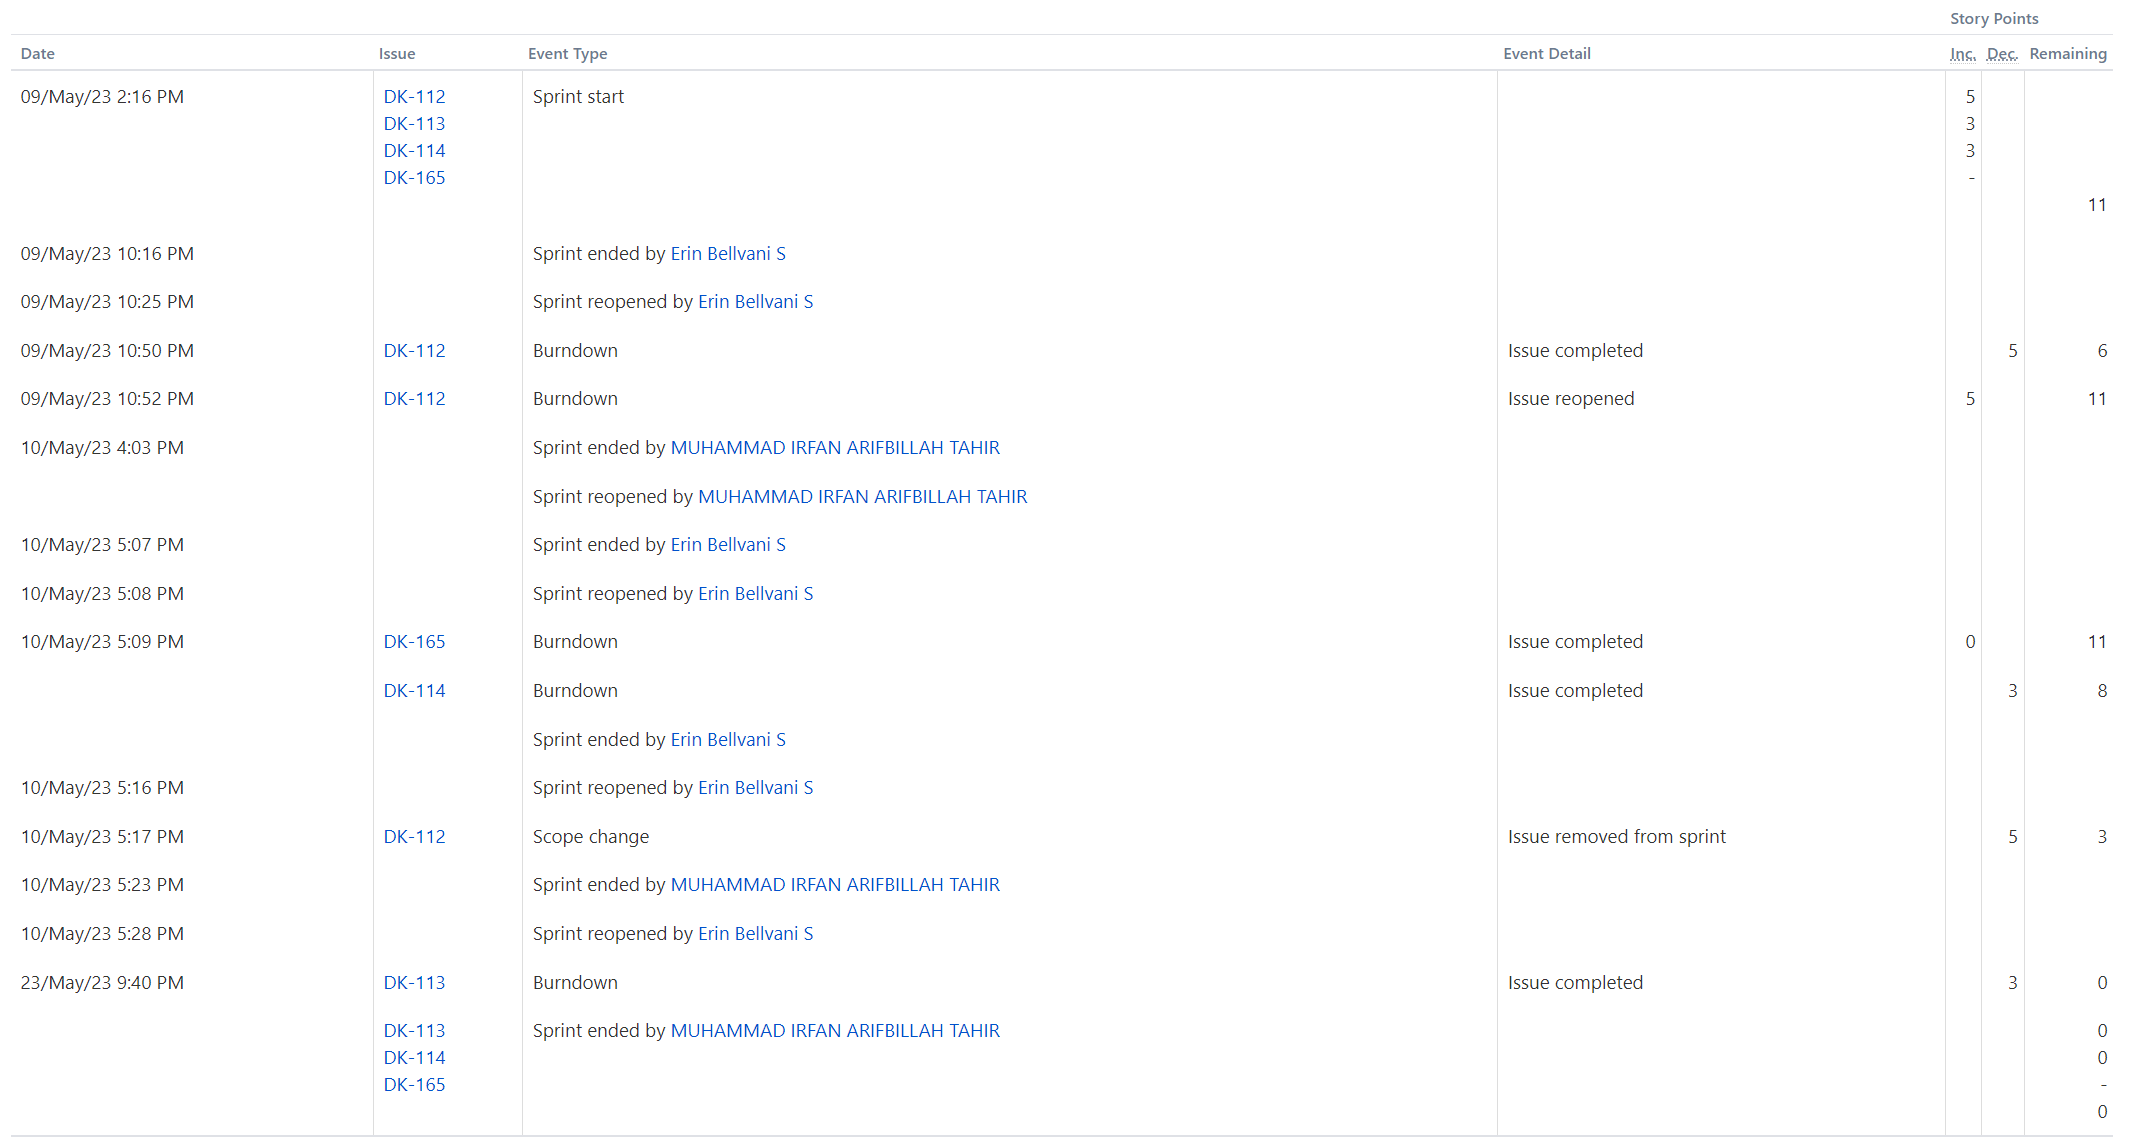 Story Points
Date Issue Event Type Event Detail Inc. Dec. Remaining
09/May/23 2:16 PM DK-112 Sprint start 5
DK-113 3
DK-114 3
DK-165 -
11
09/May/23 10:16 PM Sprint ended by Erin Bellvani S
09/May/23 10:25 PM Sprint reopened by Erin Bellvani S
09/May/23 10:50 PM DK-112 Burndown Issue completed 5 6
09/May/23 10:52 PM DK-112 Burndown Issue reopened 5 11
10/May/23 4:03 PM Sprint ended by MUHAMMAD IRFAN ARIFBILLAH TAHIR
Sprint reopened by MUHAMMAD IRFAN ARIFBILLAH TAHIR
10/May/23 5:07 PM Sprint ended by Erin Bellvani S
10/May/23 5:08 PM Sprint reopened by Erin Bellvani S
10/May/23 5:09 PM DK-165 Burndown Issue completed 0 11
DK-114 Burndown Issue completed 3 8
Sprint ended by Erin Bellvani S
10/May/23 5:16 PM Sprint reopened by Erin Bellvani S
10/May/23 5:17 PM DK-112 Scope change Issue removed from sprint 5 3
10/May/23 5:23 PM Sprint ended by MUHAMMAD IRFAN ARIFBILLAH TAHIR
10/May/23 5:28 PM Sprint reopened by Erin Bellvani S
23/May/23 9:40 PM DK-113 Burndown Issue completed 3 0
DK-113 Sprint ended by MUHAMMAD IRFAN ARIFBILLAH TAHIR 0
DK-114 0
DK-165 -
0